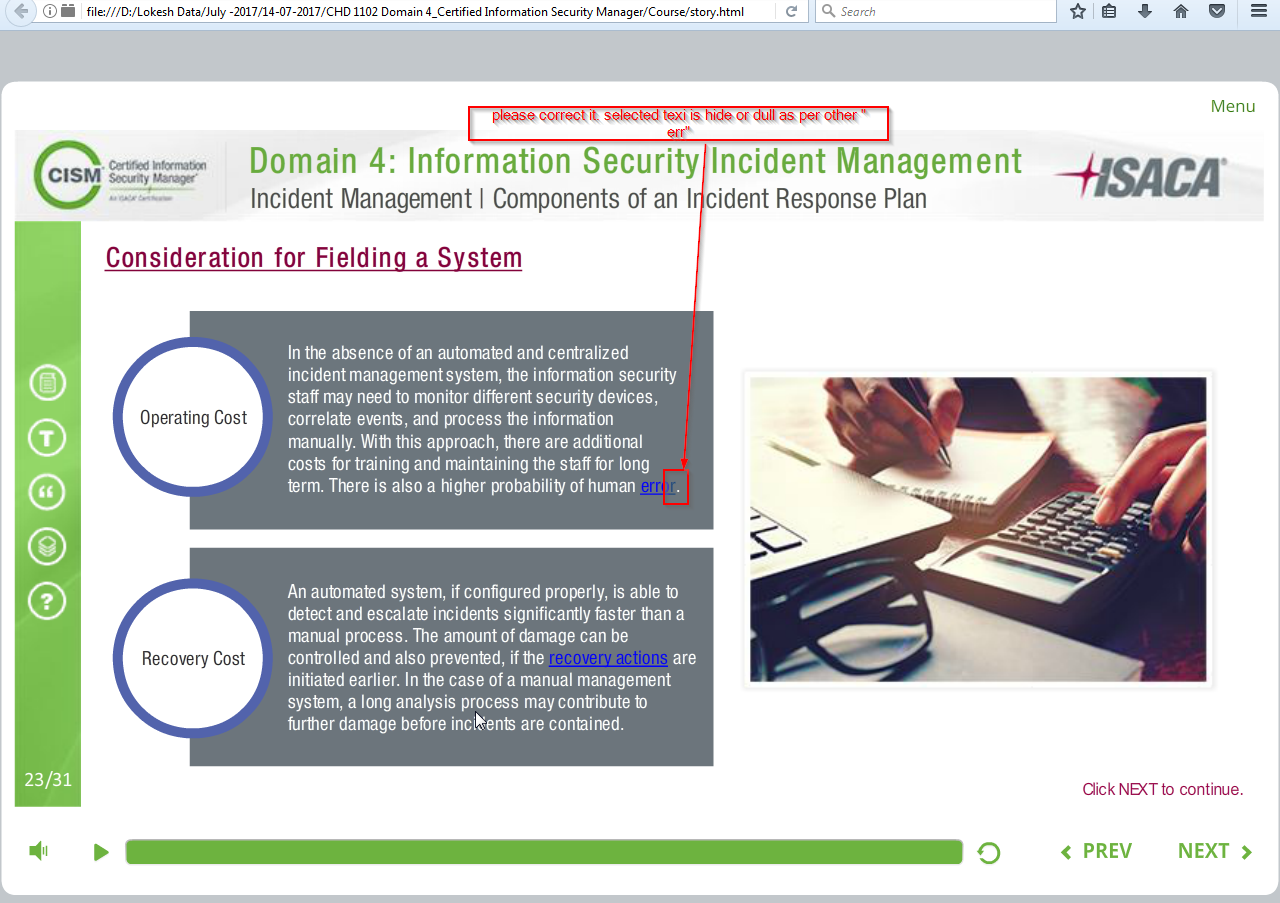 file:///D:/Lokesh Data/July -2017/14-07-2017/CHD 1102 Domain 4_Certified Information Security Manager/Course/story.html
Search
Menu
please correct it. selected texi is hide or dull as per other "
err"
CISM
Certified Information
Security Manager®
An ISACA® Certification
Domain 4: Information Security Incident Management
Incident Management | Components of an Incident Response Plan
ISACA®
Consideration for Fielding a System
Operating Cost
In the absence of an automated and centralized
incident management system, the information security
staff may need to monitor different security devices,
correlate events, and process the information
manually. With this approach, there are additional
costs for training and maintaining the staff for long
term. There is also a higher probability of human error.
T
“
?
Recovery Cost
An automated system, if configured properly, is able to
detect and escalate incidents significantly faster than a
manual process. The amount of damage can be
controlled and also prevented, if the recovery actions are
initiated earlier. In the case of a manual management
system, a long analysis process may contribute to
further damage before incidents are contained.
23/31
Click NEXT to continue.
PREV
NEXT